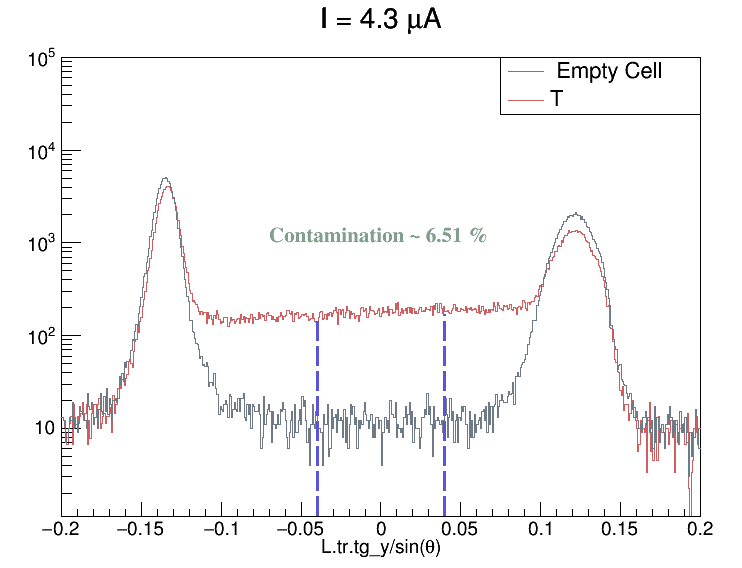 I = 4.3 μA
Empty Cell
T
Contamination ~ 6.51 %
10⁵
10⁴
10³
10²
10
−0.2 −0.15 −0.1 −0.05 0 0.05 0.1 0.15 0.2
L.tr.tg_y/sin(θ)